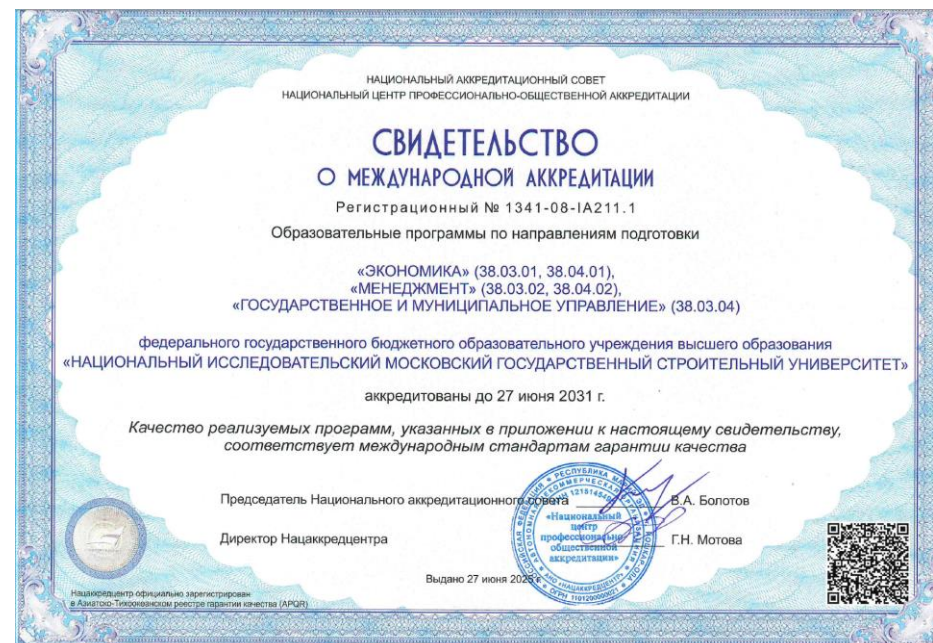 НАЦИОНАЛЬНЫЙ АККРЕДИТАЦИОННЫЙ СОВЕТ
НАЦИОНАЛЬНЫЙ ЦЕНТР ПРОФЕССИОНАЛЬНО-ОБЩЕСТВЕННОЙ АККРЕДИТАЦИИ
СВИДЕТЕЛЬСТВО
О МЕЖДУНАРОДНОЙ АККРЕДИТАЦИИ
Регистрационный № 1341-08-IA211.1
Образовательные программы по направлениям подготовки
«ЭКОНОМИКА» (38.03.01, 38.04.01),
«МЕНЕДЖМЕНТ» (38.03.02, 38.04.02),
«ГОСУДАРСТВЕННОЕ И МУНИЦИПАЛЬНОЕ УПРАВЛЕНИЕ» (38.03.04)
федерального государственного бюджетного образовательного учреждения высшего образования
«НАЦИОНАЛЬНЫЙ ИССЛЕДОВАТЕЛЬСКИЙ МОСКОВСКИЙ ГОСУДАРСТВЕННЫЙ СТРОИТЕЛЬНЫЙ УНИВЕРСИТЕТ»
аккредитованы до 27 июня 2031 г.
Качество реализуемых программ, указанных в приложении к настоящему свидетельству,
соответствует международным стандартам гарантии качества
Председатель Национального аккредитационного совета В.А. Болотов
«Национальный
центр
профессионально-
общественной
аккредитации»
Директор Нацаккредцентра Г.Н. Мотова
Выдано 27 июня 2025 г.
Нацаккредцентр официально зарегистрирован
в Азиатско-Тихоокеанском реестре гарантии качества (APQR)